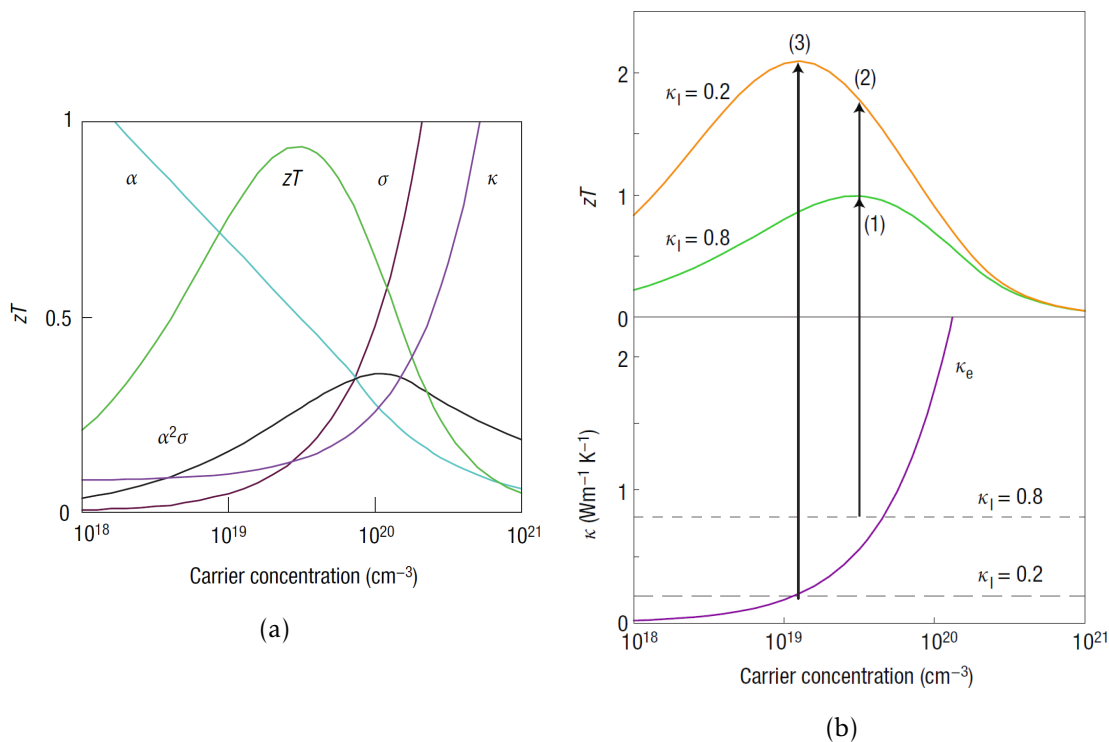 1
0.5
0
zT
α
zT
σ
κ
α²σ
10¹⁸
10¹⁹
10²⁰
10²¹
Carrier concentration (cm⁻³)
(a)
2
1
0
zT
(3)
(2)
(1)
κₗ = 0.2
κₗ = 0.8
2
1
0
κ (Wm⁻¹ K⁻¹)
κₑ
κₗ = 0.8
κₗ = 0.2
10¹⁸
10¹⁹
10²⁰
10²¹
Carrier concentration (cm⁻³)
(b)